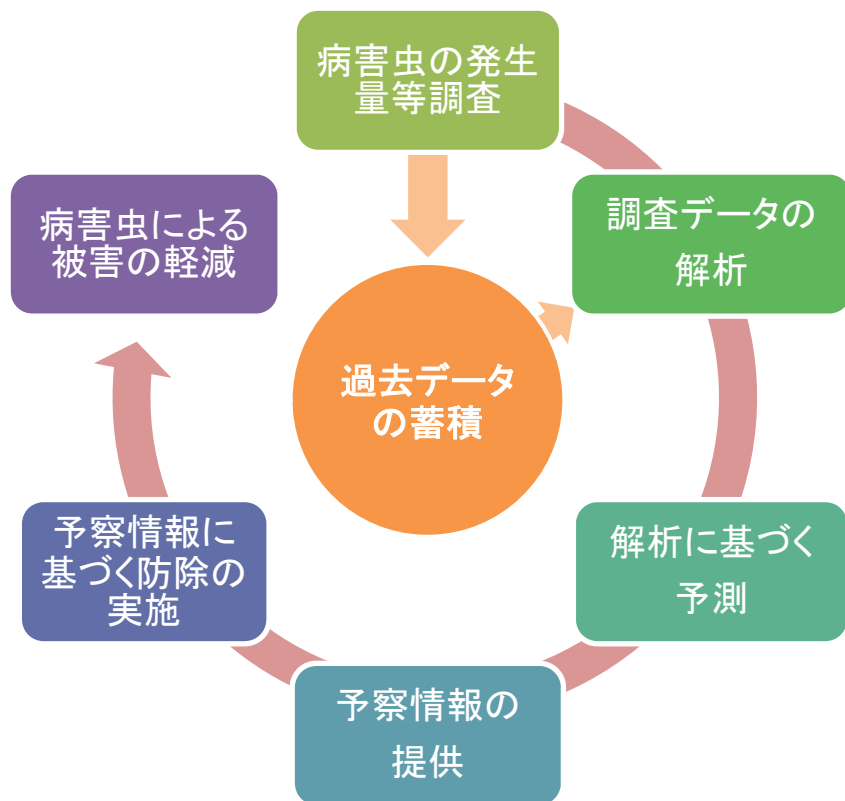 病害虫の発生
量等調査
調査データの
解析
解析に基づく
予測
予察情報の
提供
予察情報に
基づく防除の
実施
病害虫による
被害の軽減
過去データ
の蓄積